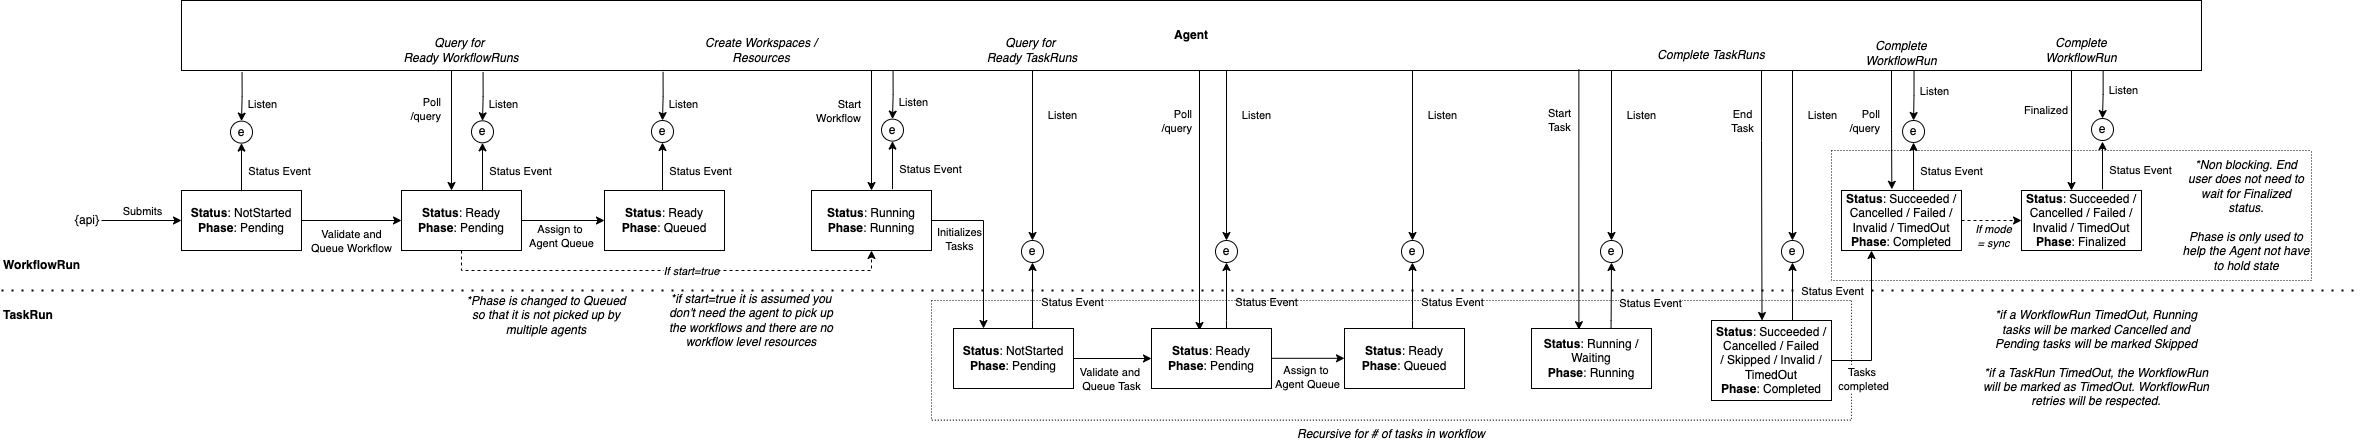 Agent
Query for
Ready WorkflowRuns
Create Workspaces /
Resources
Query for
Ready TaskRuns
Complete TaskRuns
Complete
WorkflowRun
Complete
WorkflowRun
Listen
Poll
/query
Listen
Listen
Start
Workflow
Listen
Listen
Poll
/query
Listen
Listen
Start
Task
Listen
End
Task
Listen
Poll
/query
Listen
Finalized
Listen
e
e
e
e
e
e
Status Event
Status Event
Status Event
Status Event
Status Event
Status Event
*Non blocking. End
user does not need to
wait for Finalized
status.
Phase is only used to
help the Agent not have
to hold state
{api}
Submits
Status: NotStarted
Phase: Pending
Validate and
Queue Workflow
Status: Ready
Phase: Pending
Assign to
Agent Queue
Status: Ready
Phase: Queued
Status: Running
Phase: Running
Initializes
Tasks
Status: Succeeded /
Cancelled / Failed /
Invalid / TimedOut
Phase: Completed
If mode
= sync
Status: Succeeded /
Cancelled / Failed /
Invalid / TimedOut
Phase: Finalized
If start=true
e
e
e
e
e
WorkflowRun
TaskRun
*Phase is changed to Queued
so that it is not picked up by
multiple agents
*if start=true it is assumed you
don't need the agent to pick up
the workflows and there are no
workflow level resources
Status Event
Status Event
Status Event
Status Event
Status Event
Status: NotStarted
Phase: Pending
Validate and
Queue Task
Status: Ready
Phase: Pending
Assign to
Agent Queue
Status: Ready
Phase: Queued
Status: Running /
Waiting
Phase: Running
Status: Succeeded /
Cancelled / Failed
/ Skipped / Invalid /
TimedOut
Phase: Completed
Tasks
completed
*if a WorkflowRun TimedOut, Running
tasks will be marked Cancelled and
Pending tasks will be marked Skipped
*if a TaskRun TimedOut, the WorkflowRun
will be marked as TimedOut. WorkflowRun
retries will be respected.
Recursive for # of tasks in workflow